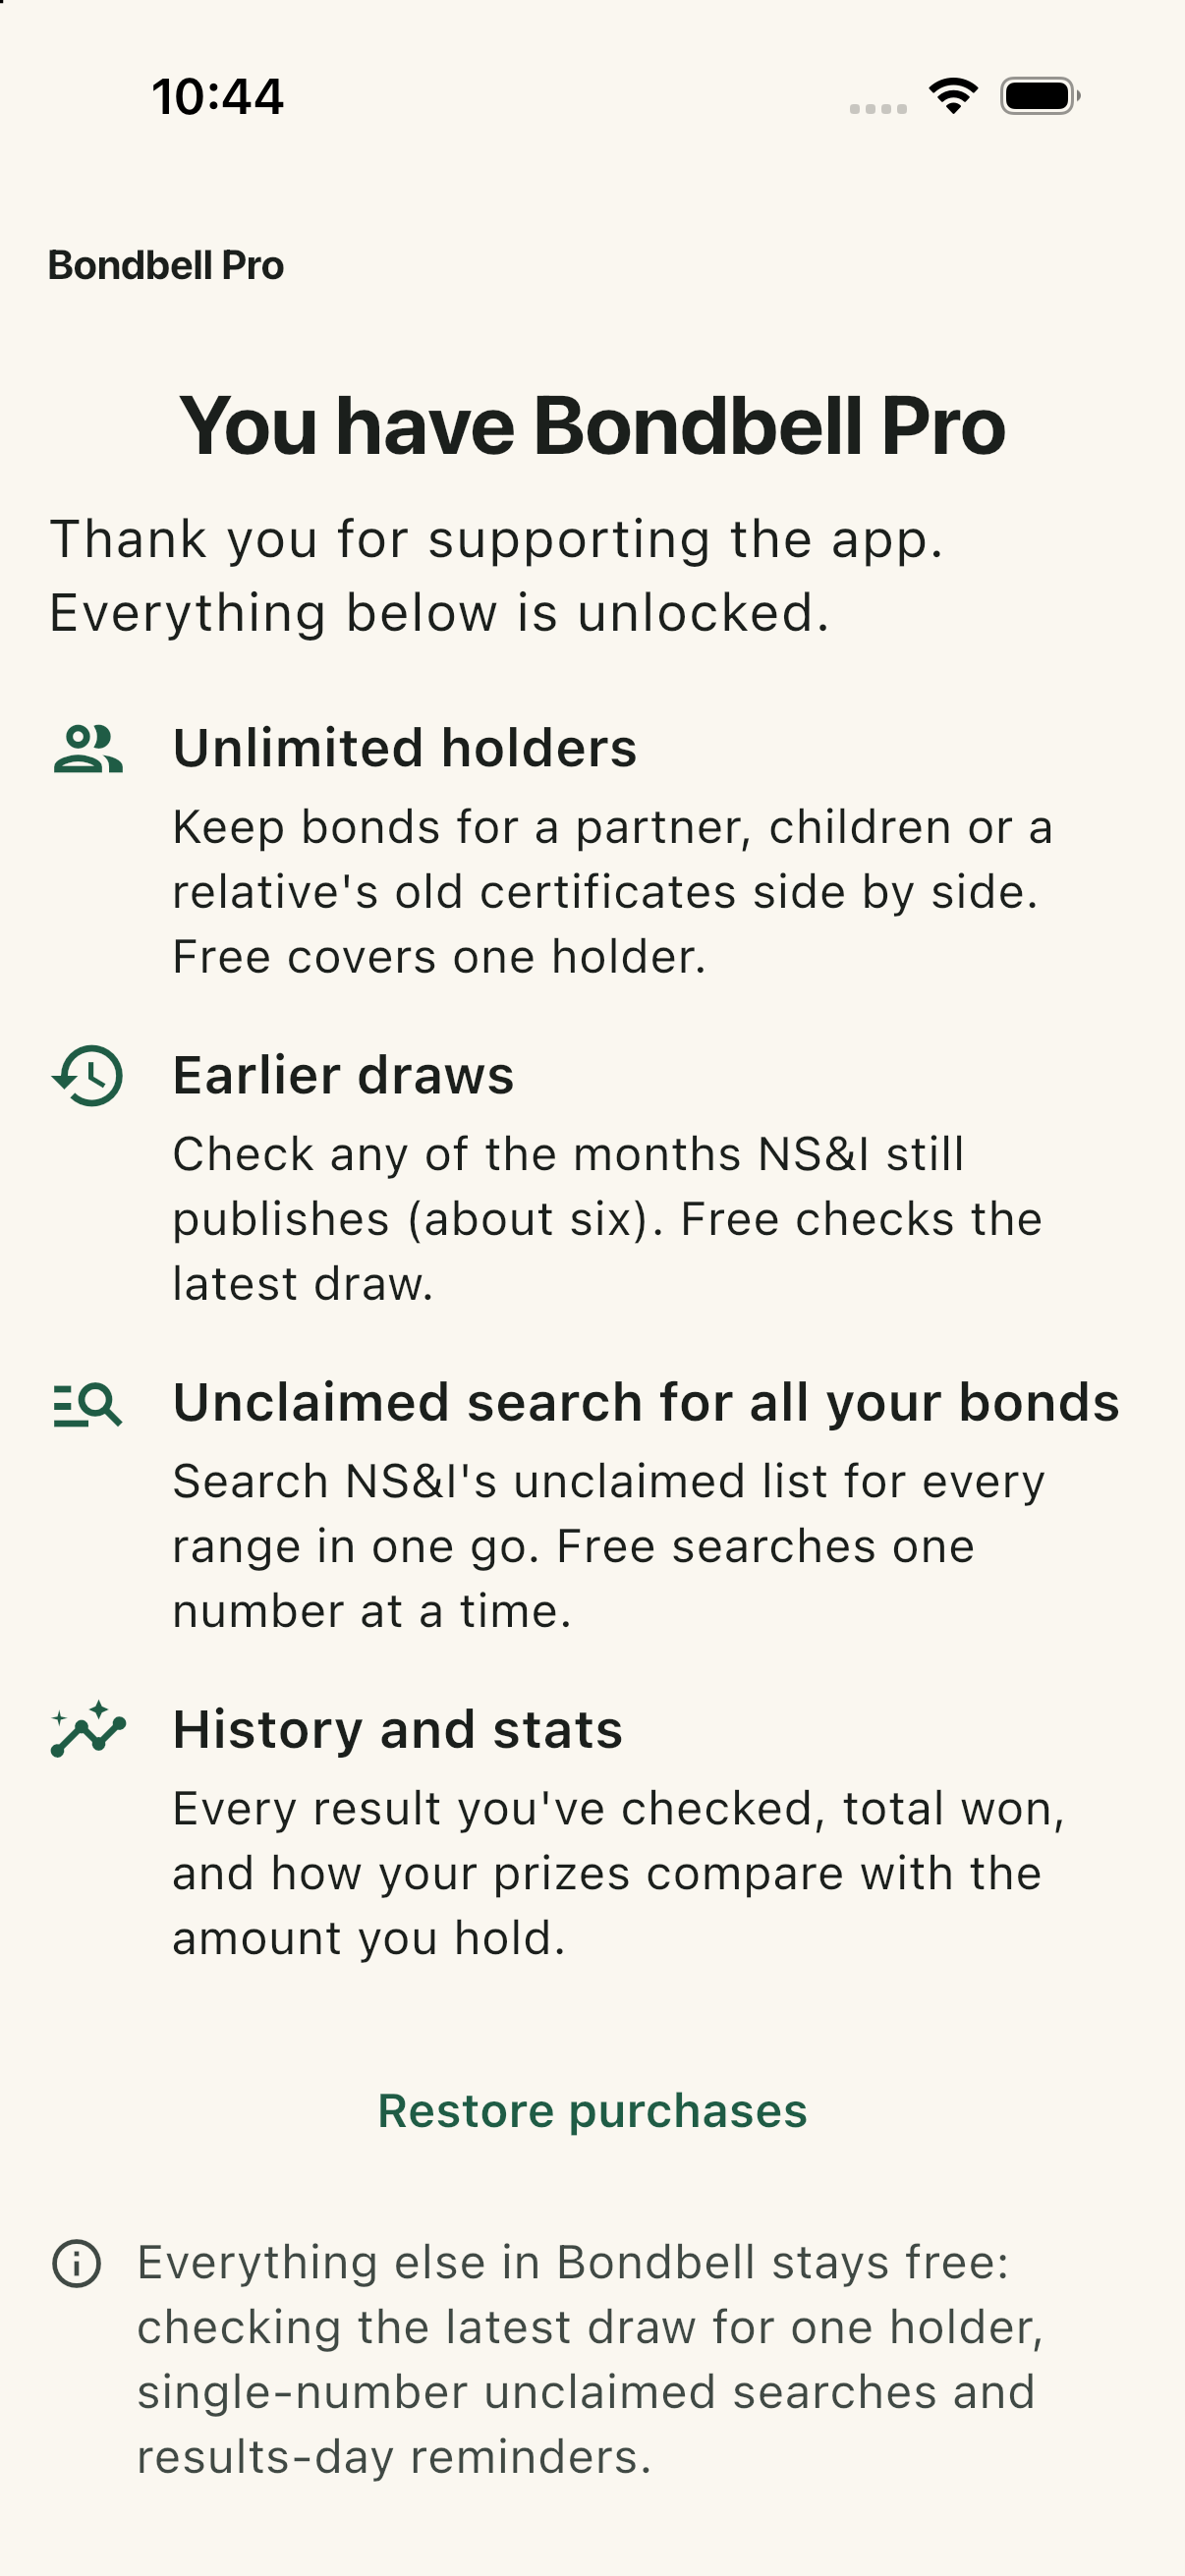 10:44
Bondbell Pro
You have Bondbell Pro
Thank you for supporting the app.
Everything below is unlocked.
Unlimited holders
Keep bonds for a partner, children or a
relative's old certificates side by side.
Free covers one holder.
Earlier draws
Check any of the months NS&I still
publishes (about six). Free checks the
latest draw.
Unclaimed search for all your bonds
Search NS&I's unclaimed list for every
range in one go. Free searches one
number at a time.
History and stats
Every result you've checked, total won,
and how your prizes compare with the
amount you hold.
Restore purchases
Everything else in Bondbell stays free:
checking the latest draw for one holder,
single-number unclaimed searches and
results-day reminders.